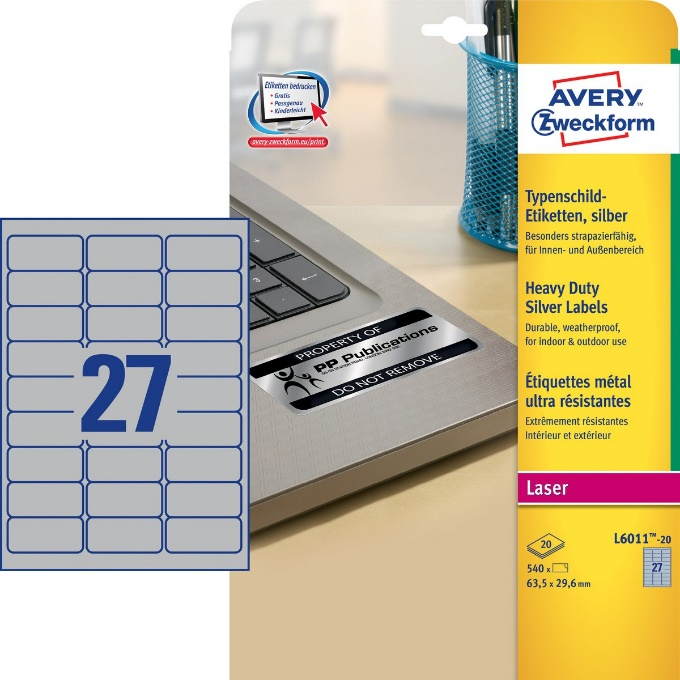 Etiketten bedrucken
• Gratis
• Passgenau
• Kinderleicht
avery-zweckform.eu/print
AVERY™
Zweckform
Typenschild-
Etiketten, silber
Besonders strapazierfähig,
für Innen- und Außenbereich
Heavy Duty
Silver Labels
Durable, weatherproof,
for indoor & outdoor use
Étiquettes métal
ultra résistantes
Extrêmement résistantes
Intérieur et extérieur
Laser
20
540 x
63,5 x 29,6 mm
L6011™-20
27
27
PROPERTY OF
PP Publications
DO NOT REMOVE